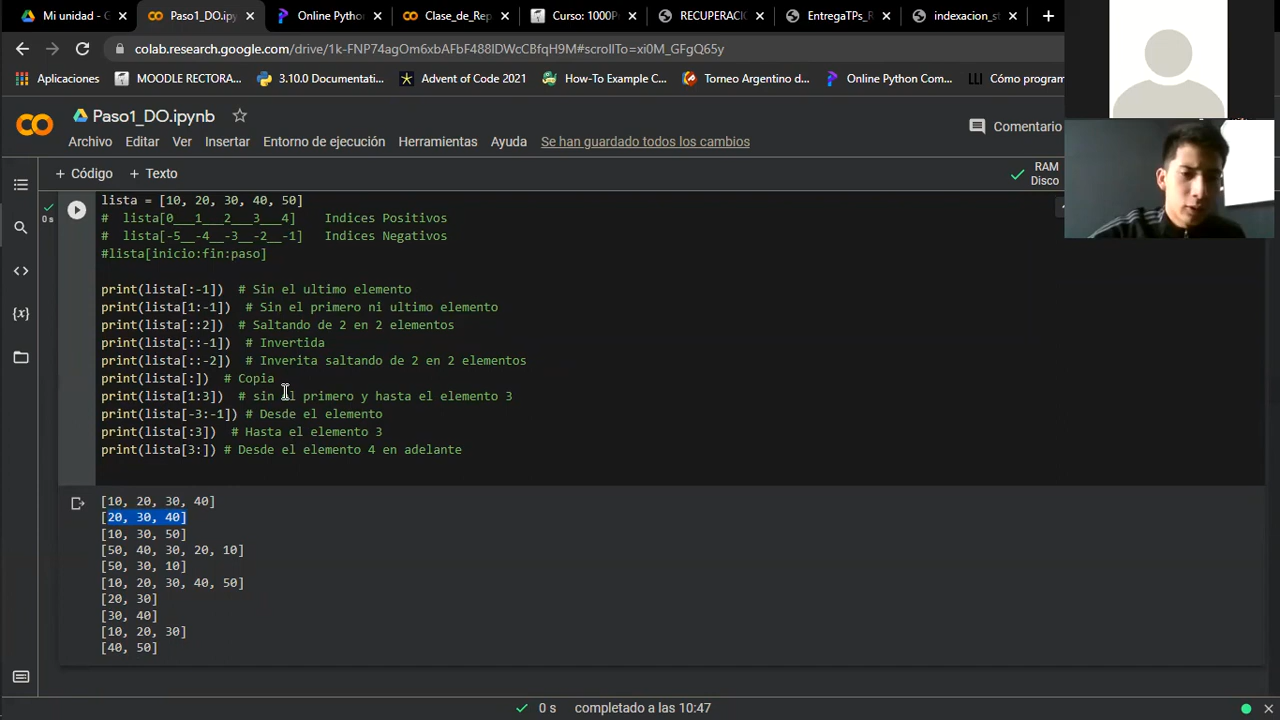 Mi unidad - G
Paso1_DO.ipyn
Online Python
Clase_de_Rep
Curso: 1000P
RECUPERACIÓ
EntregaTPs_R
indexacion_s
colab.research.google.com/drive/1k-FNP74agOm6xbAFbF488lDWcCBfqH9M#scrollTo=xi0M_GFgQ65y
Aplicaciones
MOODLE RECTORA...
3.10.0 Documentati...
Advent of Code 2021
How-To Example C...
Torneo Argentino d...
Online Python Com...
Cómo program
Paso1_DO.ipynb
Archivo Editar Ver Insertar Entorno de ejecución Herramientas Ayuda Se han guardado todos los cambios
Comentario
+ Código + Texto
RAM
Disco
0 s
lista = [10, 20, 30, 40, 50]
#  lista[0___1___2___3___4]    Indices Positivos
#  lista[-5__-4__-3__-2__-1]   Indices Negativos
#lista[inicio:fin:paso]
print(lista[:-1])  # Sin el ultimo elemento
print(lista[1:-1])  # Sin el primero ni ultimo elemento
print(lista[::2])  # Saltando de 2 en 2 elementos
print(lista[::-1])  # Invertida
print(lista[::-2])  # Inverita saltando de 2 en 2 elementos
print(lista[:])  # Copia
print(lista[1:3])  # sin el primero y hasta el elemento 3
print(lista[-3:-1]) # Desde el elemento
print(lista[:3])  # Hasta el elemento 3
print(lista[3:]) # Desde el elemento 4 en adelante
[10, 20, 30, 40]
[20, 30, 40]
[10, 30, 50]
[50, 40, 30, 20, 10]
[50, 30, 10]
[10, 20, 30, 40, 50]
[20, 30]
[30, 40]
[10, 20, 30]
[40, 50]
0 s completado a las 10:47